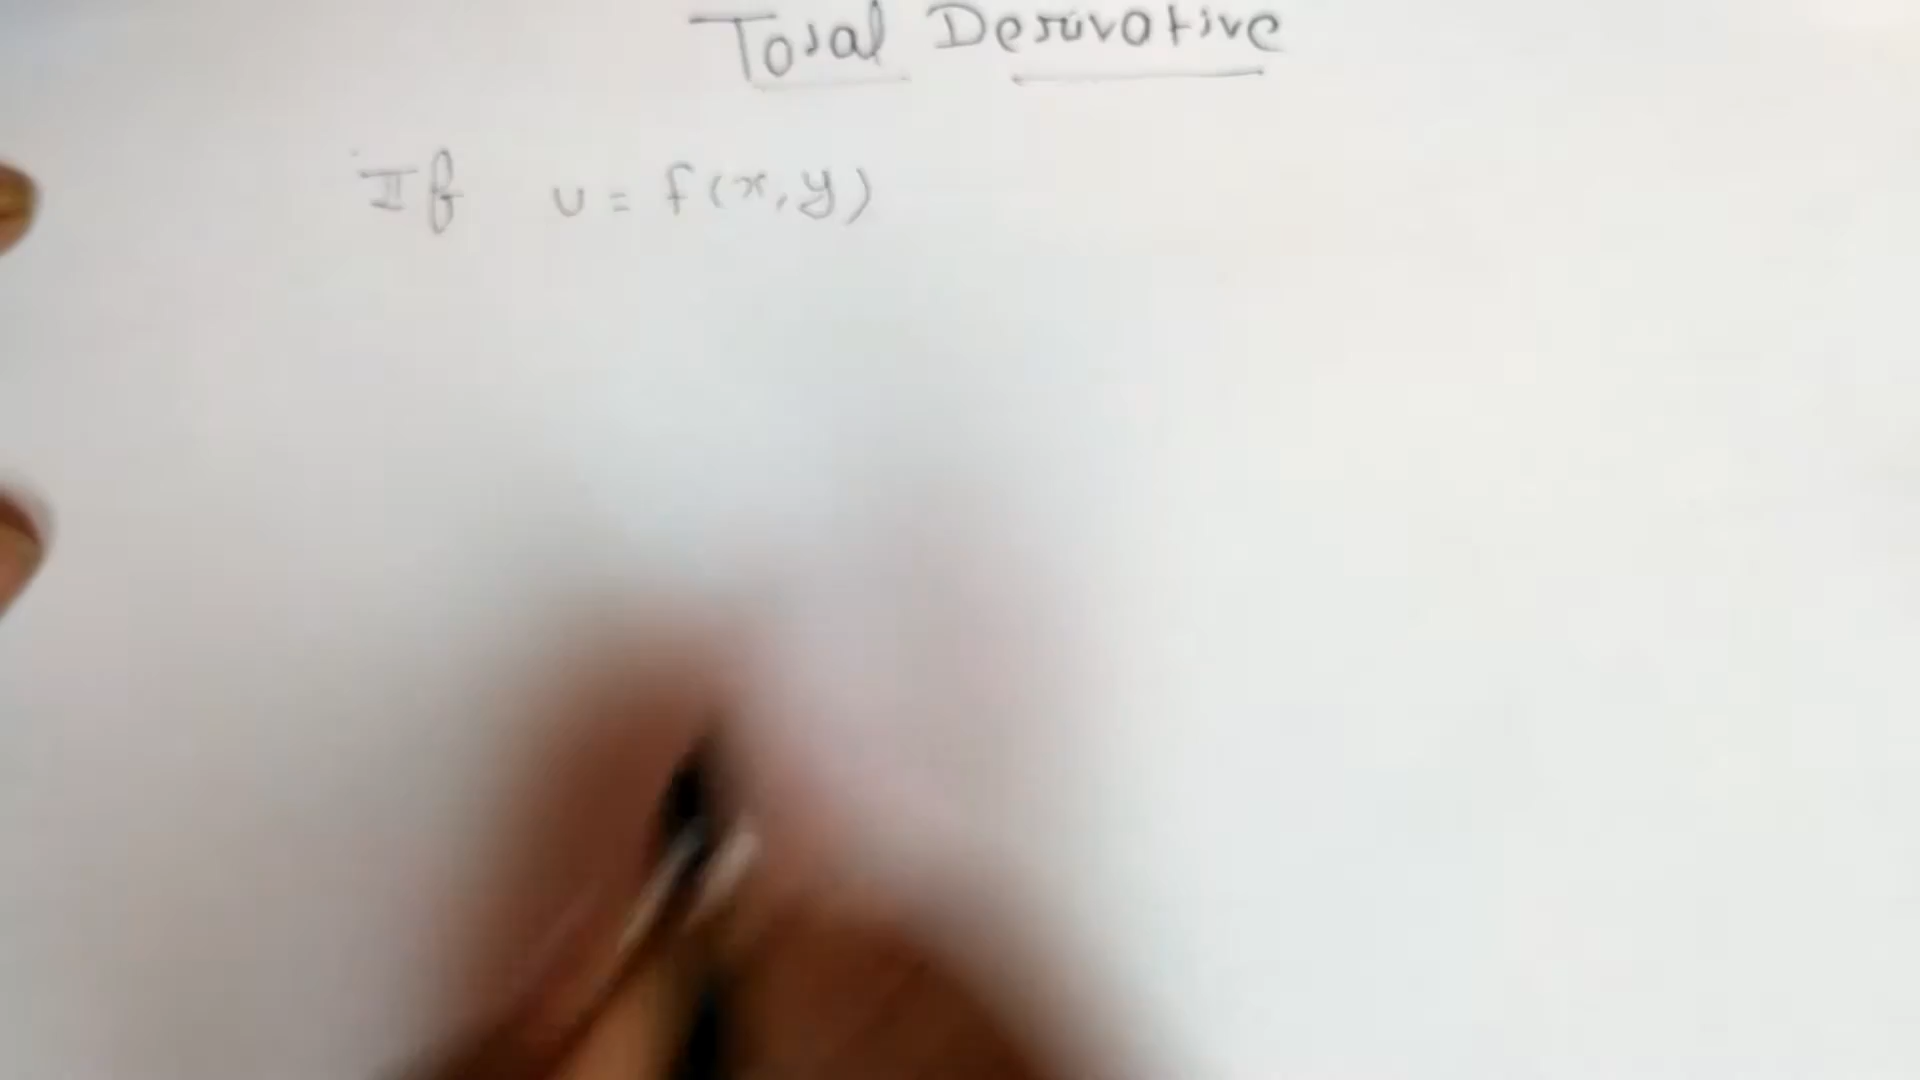 Total Derivative
If u = f(x,y)